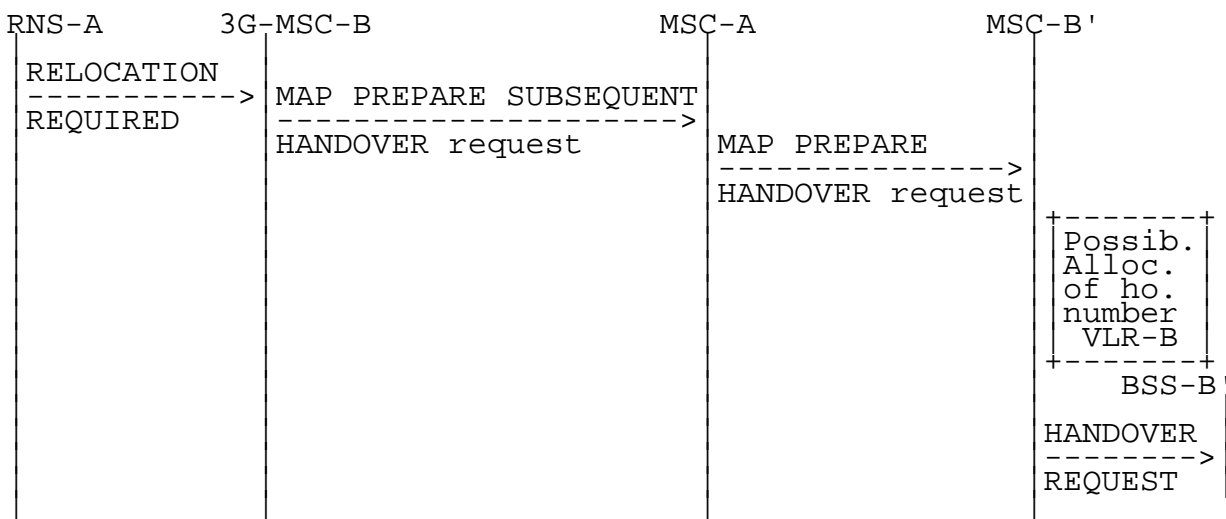 RNS-A 3G-MSC-B MSC-A MSC-B'
RELOCATION
REQUIRED
MAP PREPARE SUBSEQUENT
HANDOVER request
MAP PREPARE
HANDOVER request
Possib.
Alloc.
of ho.
number
VLR-B
BSS-B'
HANDOVER
REQUEST